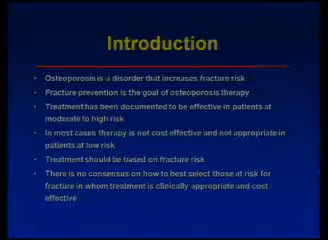 Introduction
• Osteoporosis is a disorder that increases fracture risk
• Fracture prevention is the goal of osteoporosis therapy
• Treatment has been documented to be effective in patients at
moderate to high risk
• In most cases therapy is not cost effective and not appropriate in
patients at low risk
• Treatment should be based on fracture risk
• There is no consensus on how to best select those at risk for
fracture in whom treatment is clinically appropriate and cost
effective